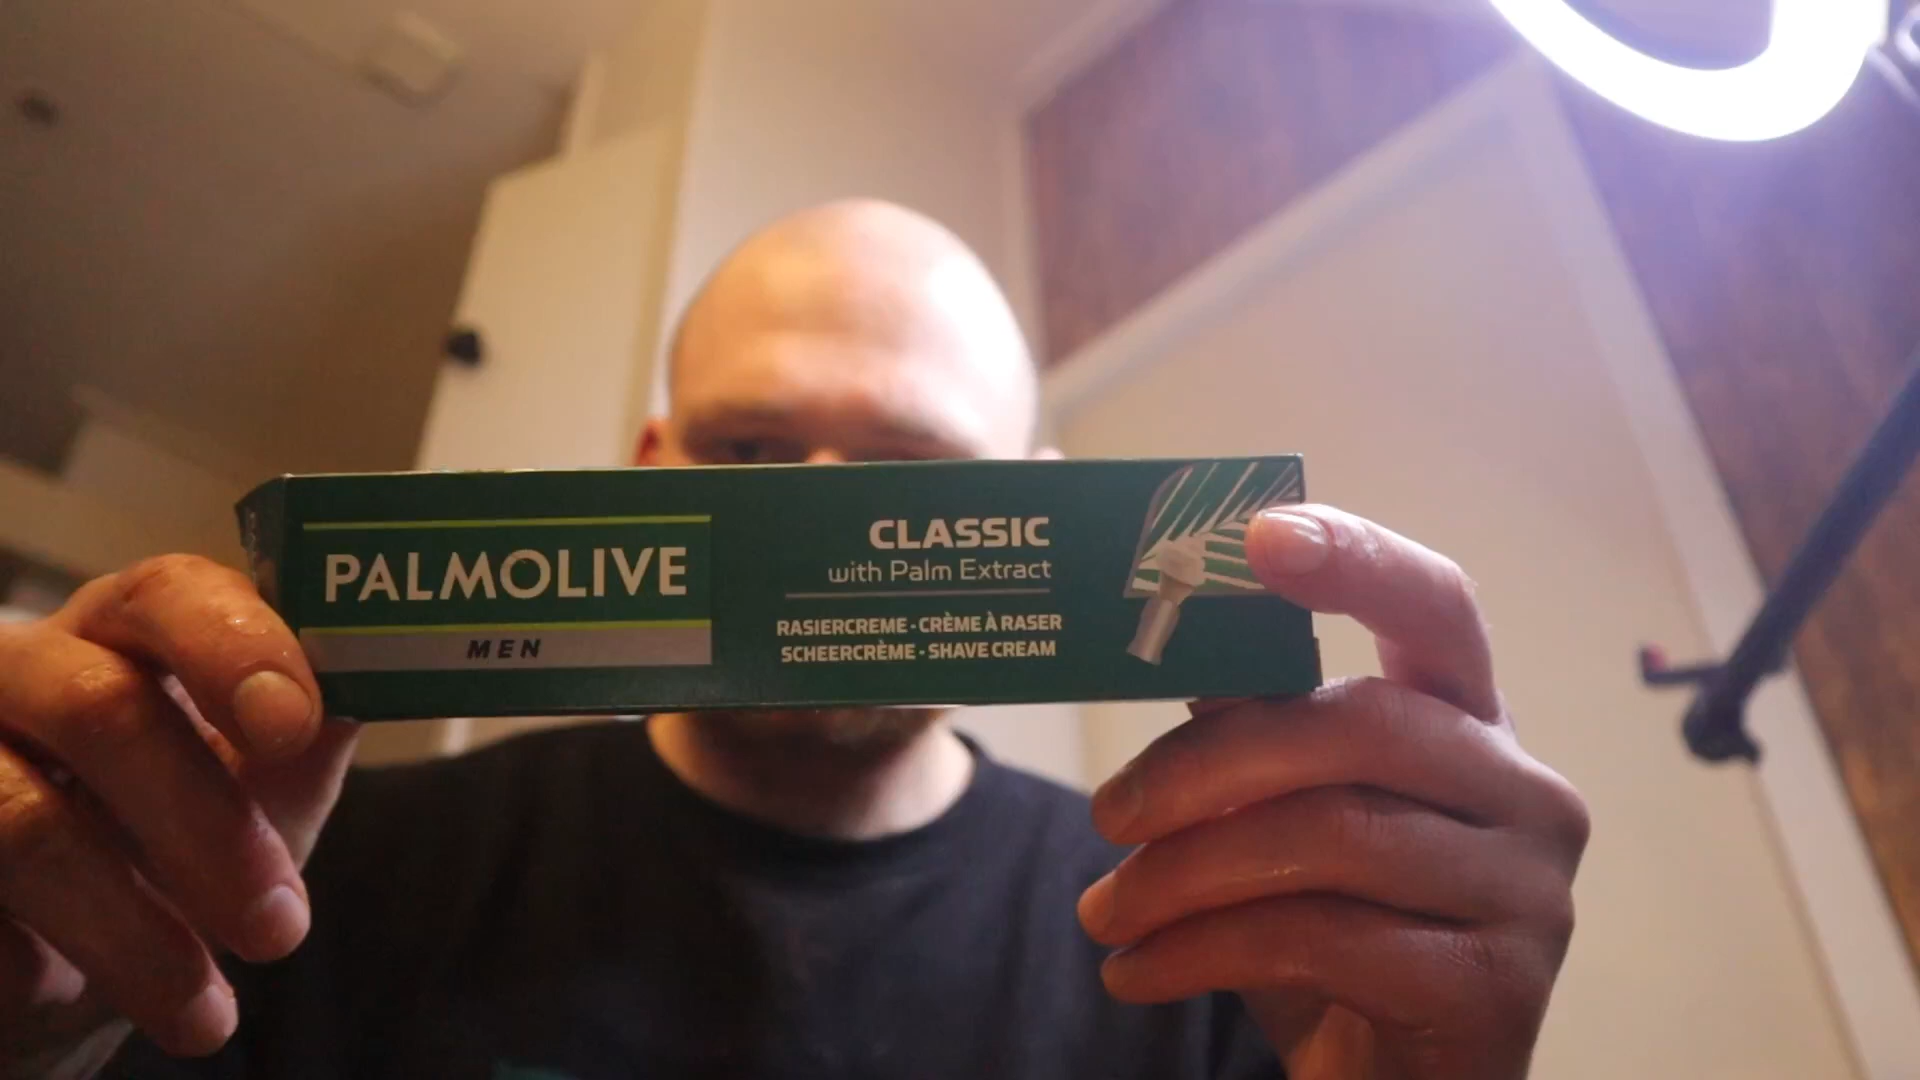 PALMOLIVE
MEN
CLASSIC
with Palm Extract
RASIERCREME - CRÈME À RASER
SCHEERCRÈME - SHAVE CREAM